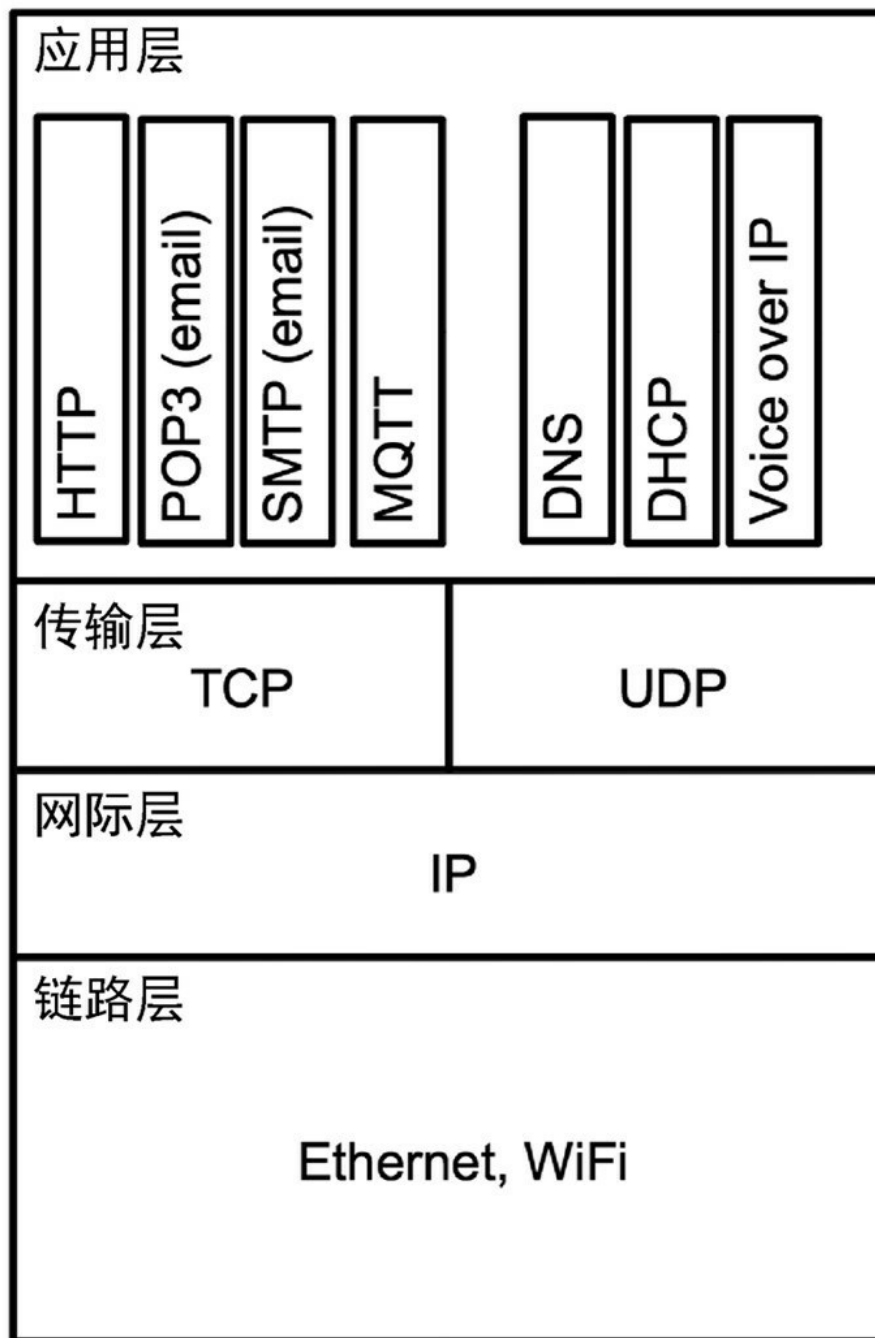 应用层
HTTP
POP3 (email)
SMTP (email)
MQTT
DNS
DHCP
Voice over IP
传输层
TCP
UDP
网际层
IP
链路层
Ethernet, WiFi